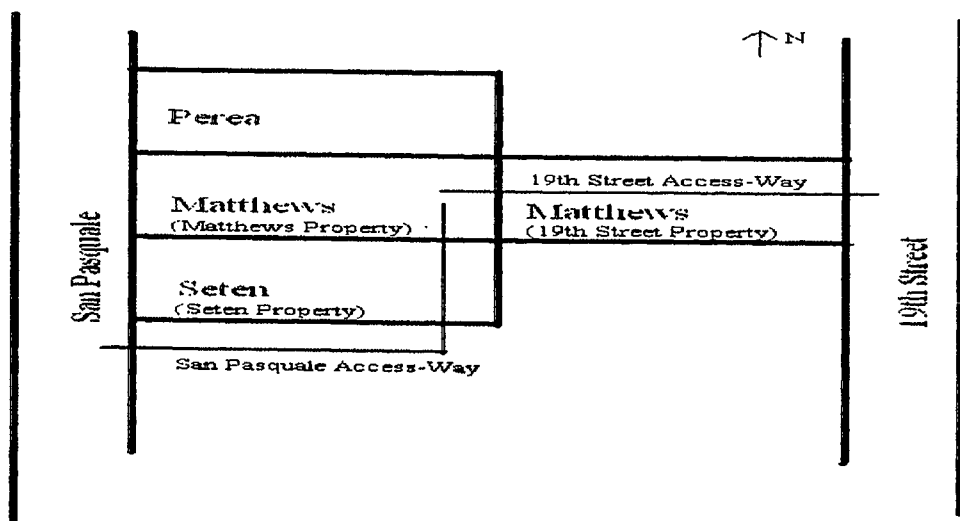 N
Perea
19th Street Access-Way
Matthews
(Matthews Property)
Matthews
(19th Street Property)
San Pasquale
Seten
(Seten Property)
19th Street
San Pasquale Access-Way